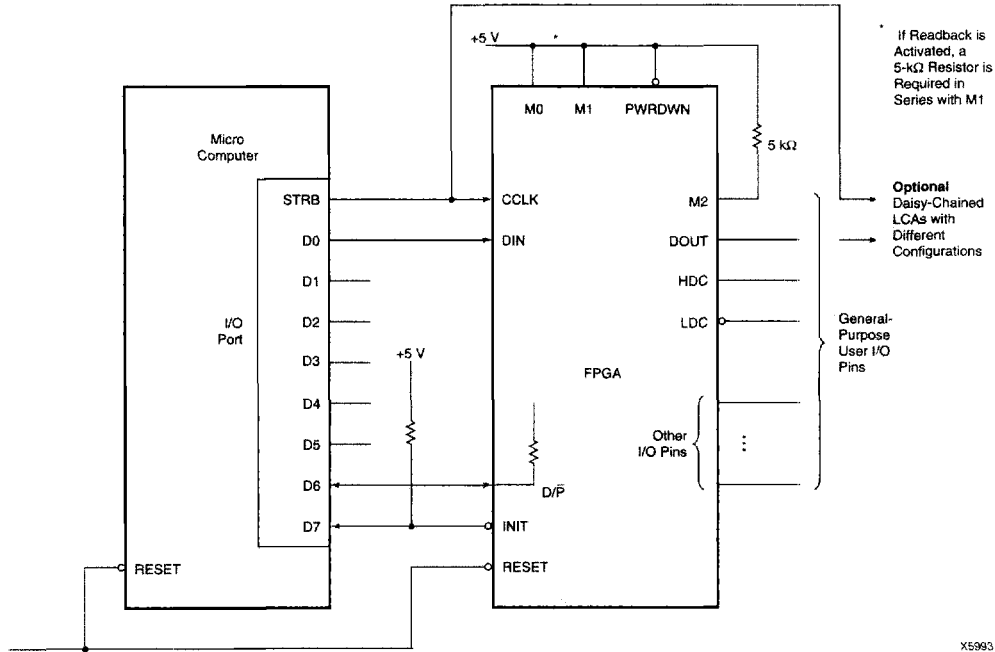 +5 V
*
* If Readback is
Activated, a
5-kΩ Resistor is
Required in
Series with M1
M0
M1
PWRDWN
5 kΩ
Micro
Computer
STRB
CCLK
M2
Optional
Daisy-Chained
LCAs with
Different
Configurations
D0
DIN
DOUT
D1
HDC
I/O
Port
D2
LDC
General-
Purpose
User I/O
Pins
D3
+5 V
FPGA
D4
D5
Other
I/O Pins
D6
D/P̅
D7
INIT
RESET
RESET
X5993